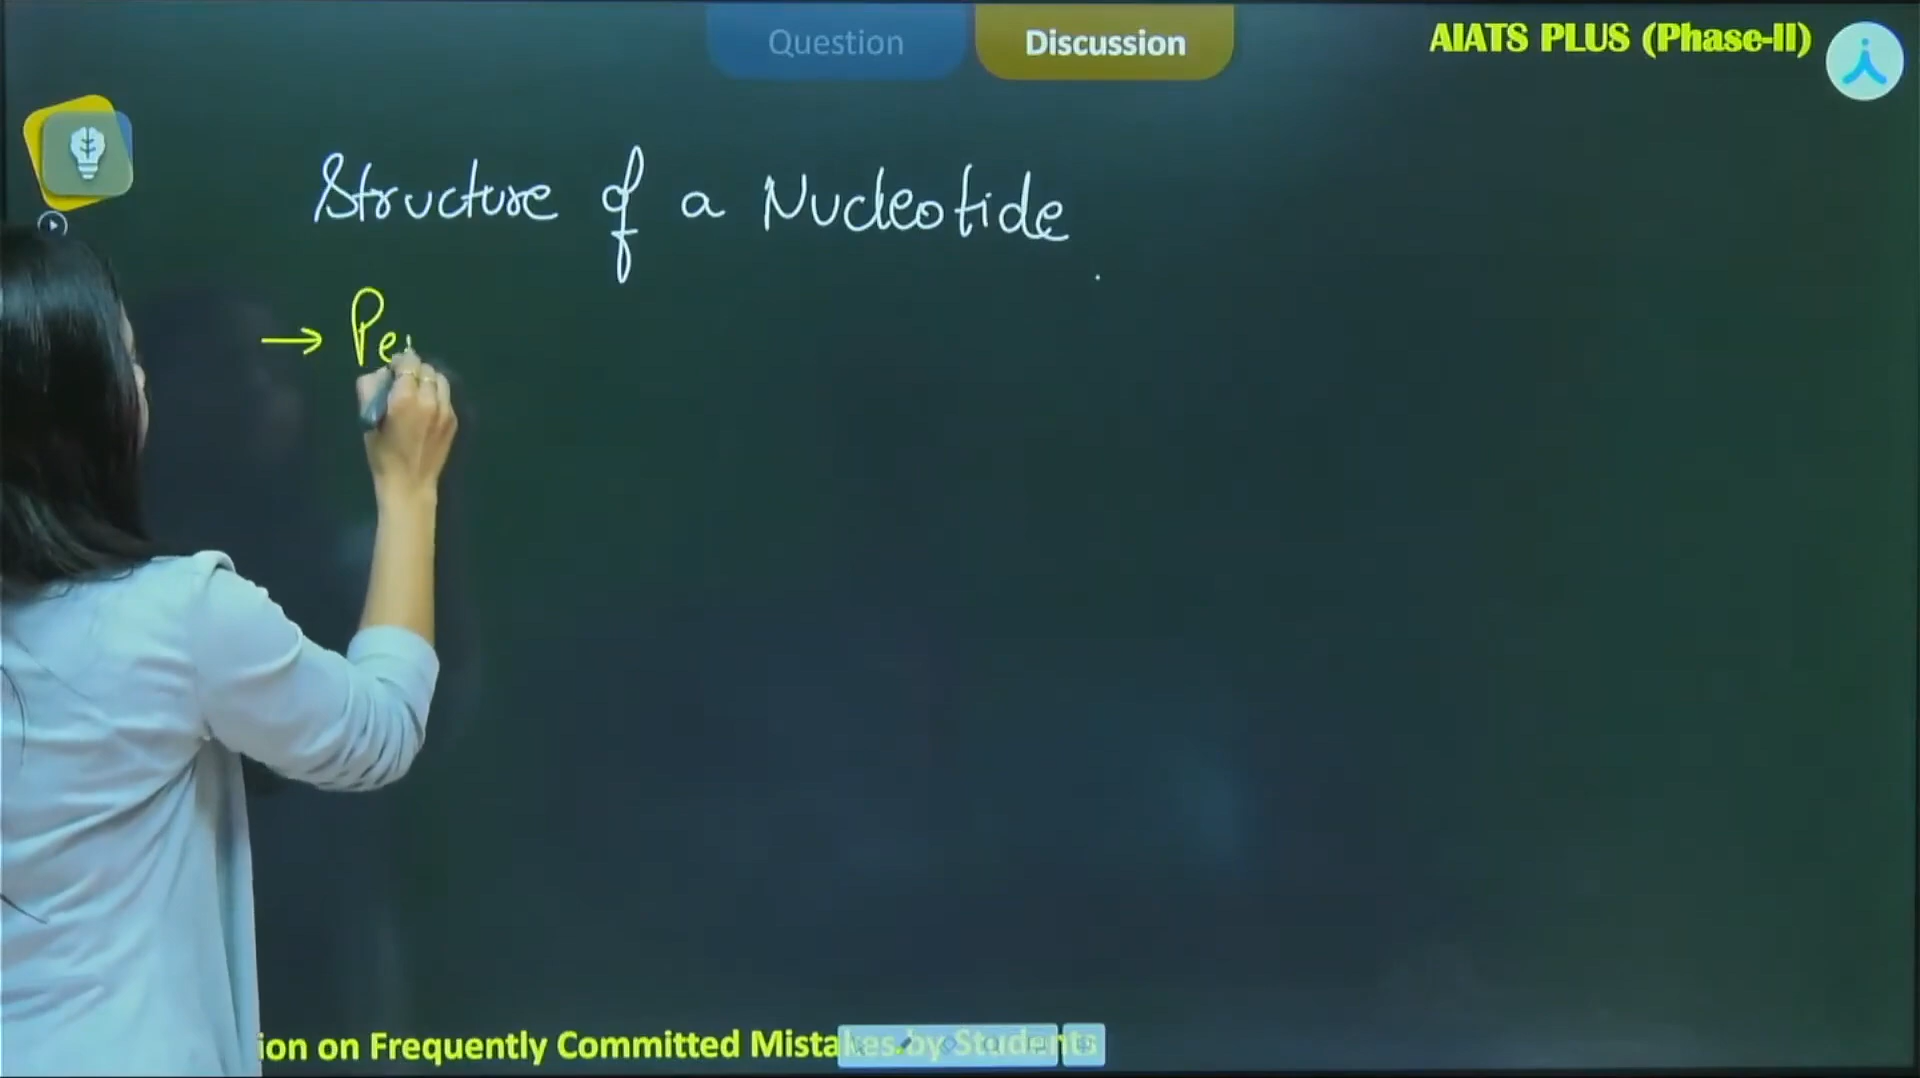 Question
Discussion
AIATS PLUS (Phase-II)
Structure of a Nucleotide
→ Pe
ion on Frequently Committed Mistakes by Students